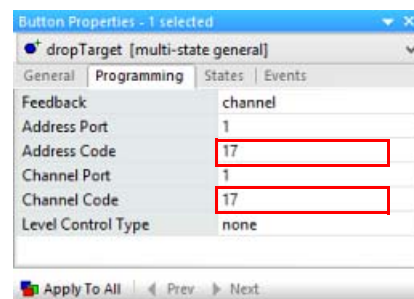 Button Properties - 1 selected
dropTarget [multi-state general]
General Programming States Events
Feedback channel
Address Port 1
Address Code 17
Channel Port 1
Channel Code 17
Level Control Type none
Apply To All Prev Next